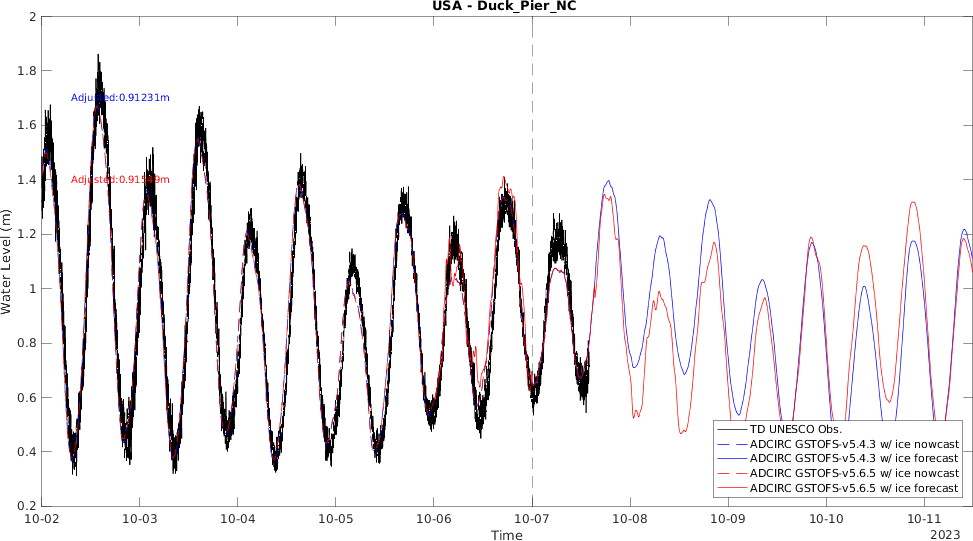 USA - Duck_Pier_NC
2
1.8
1.6
1.4
1.2
1
0.8
0.6
0.4
0.2
Water Level (m)
Adjusted:0.91231m
TD UNESCO Obs.
ADCIRC GSTOFS-v5.4.3 w/ ice nowcast
ADCIRC GSTOFS-v5.4.3 w/ ice forecast
ADCIRC GSTOFS-v5.6.5 w/ ice nowcast
ADCIRC GSTOFS-v5.6.5 w/ ice forecast
10-02 10-03 10-04 10-05 10-06 10-07 10-08 10-09 10-10 10-11
Time
2023